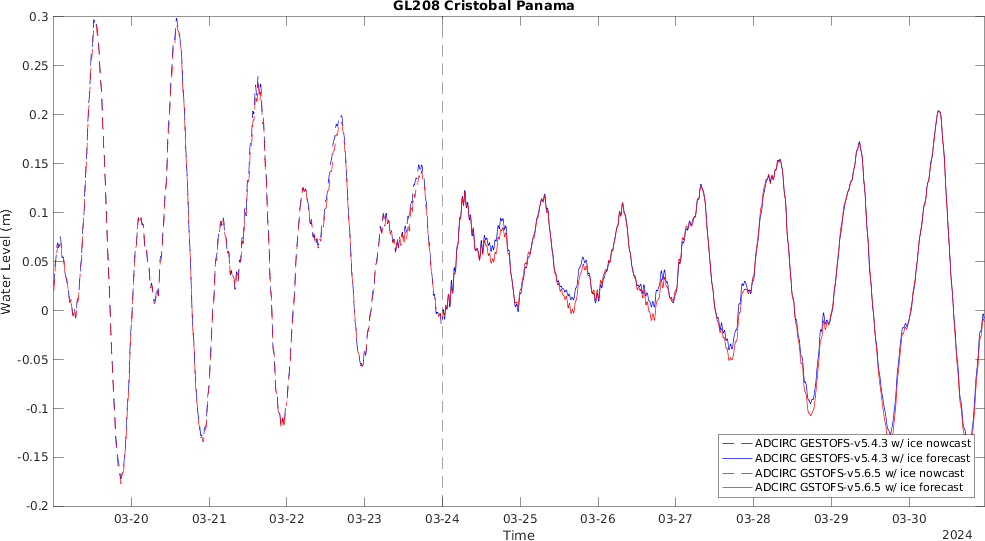 GL208 Cristobal Panama
0.3
0.25
0.2
0.15
0.1
0.05
0
-0.05
-0.1
-0.15
-0.2
Water Level (m)
ADCIRC GESTOFS-v5.4.3 w/ ice nowcast
ADCIRC GESTOFS-v5.4.3 w/ ice forecast
ADCIRC GSTOFS-v5.6.5 w/ ice nowcast
ADCIRC GSTOFS-v5.6.5 w/ ice forecast
03-20 03-21 03-22 03-23 03-24 03-25 03-26 03-27 03-28 03-29 03-30
Time
2024